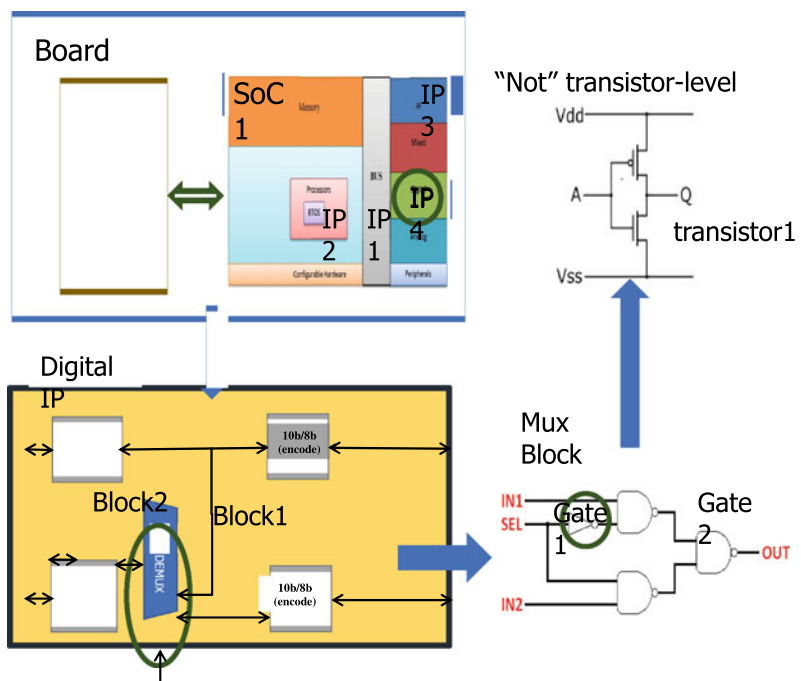 Board
"Not" transistor-level
SoC
1
Memory
IP
3
Mixed
BUS
Processors
RTOS
IP
2
IP
1
IP
4
Configurable Hardware
Peripherals
Vdd
A
Q
transistor1
Vss
Digital
IP
10b/8b
(encode)
Block2
Block1
DEMUX
10b/8b
(encode)
Mux
Block
IN1
SEL
Gate
1
Gate
2
OUT
IN2